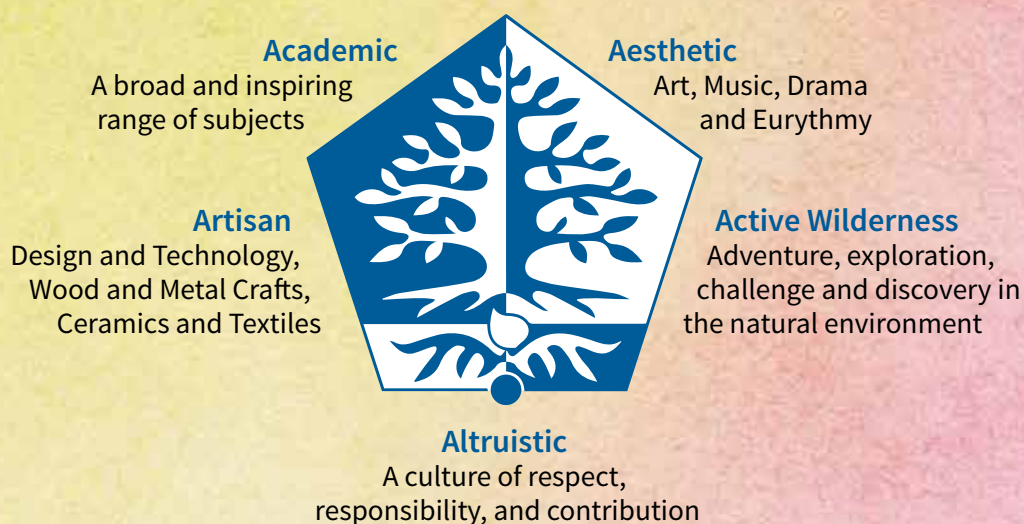 Academic
A broad and inspiring
range of subjects
Aesthetic
Art, Music, Drama
and Eurythmy
Artisan
Design and Technology,
Wood and Metal Crafts,
Ceramics and Textiles
Active Wilderness
Adventure, exploration,
challenge and discovery in
the natural environment
Altruistic
A culture of respect,
responsibility, and contribution